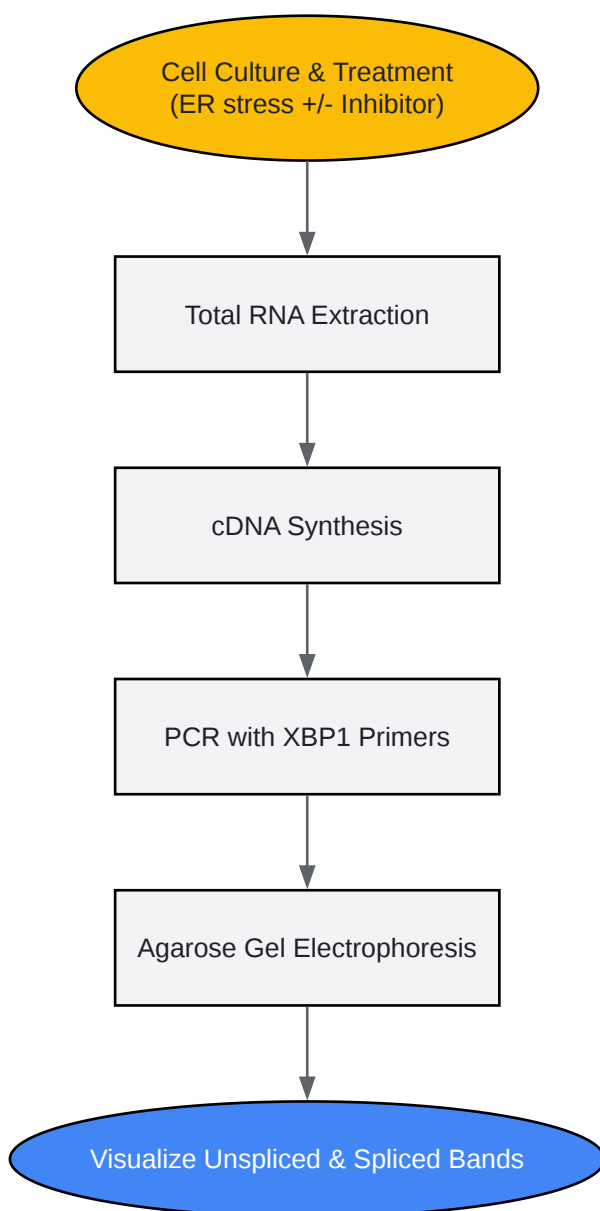 Cell Culture & Treatment
(ER stress +/- Inhibitor)
Total RNA Extraction
cDNA Synthesis
PCR with XBP1 Primers
Agarose Gel Electrophoresis
Visualize Unspliced & Spliced Bands